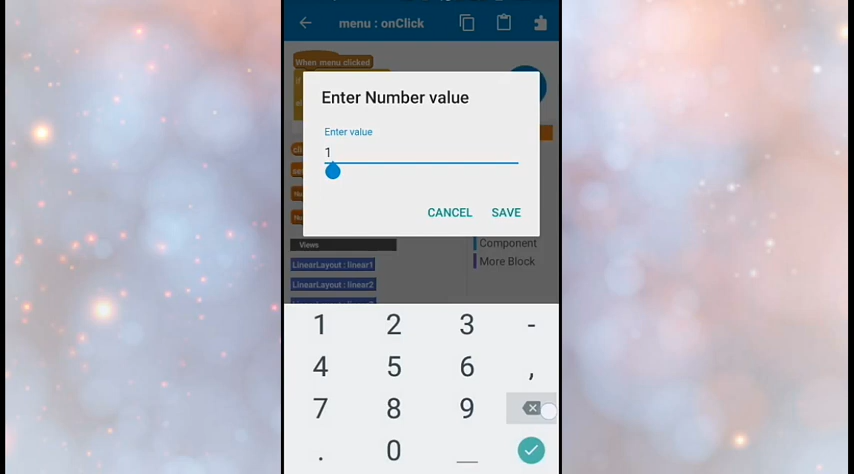 menu : onClick
When menu clicked
if
Enter Number value
Enter value
1
CANCEL SAVE
Views
Component
LinearLayout : linear1
More Block
LinearLayout : linear2
1 2 3 -
4 5 6 ,
7 8 9
. 0 _